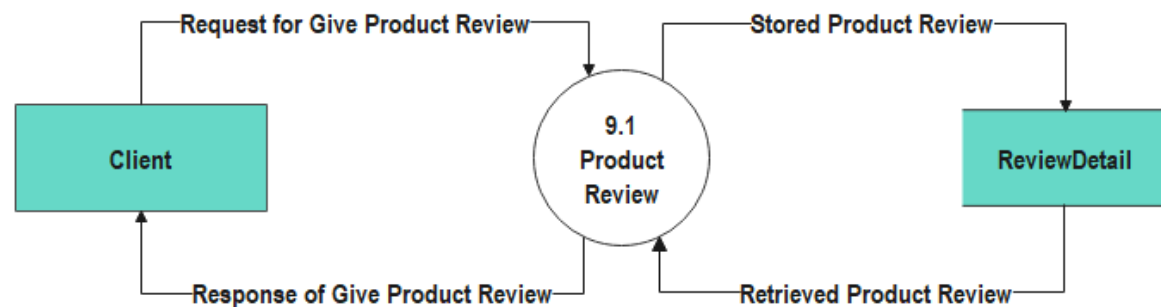 Request for Give Product Review
Stored Product Review
Client
9.1
Product
Review
ReviewDetail
Response of Give Product Review
Retrieved Product Review